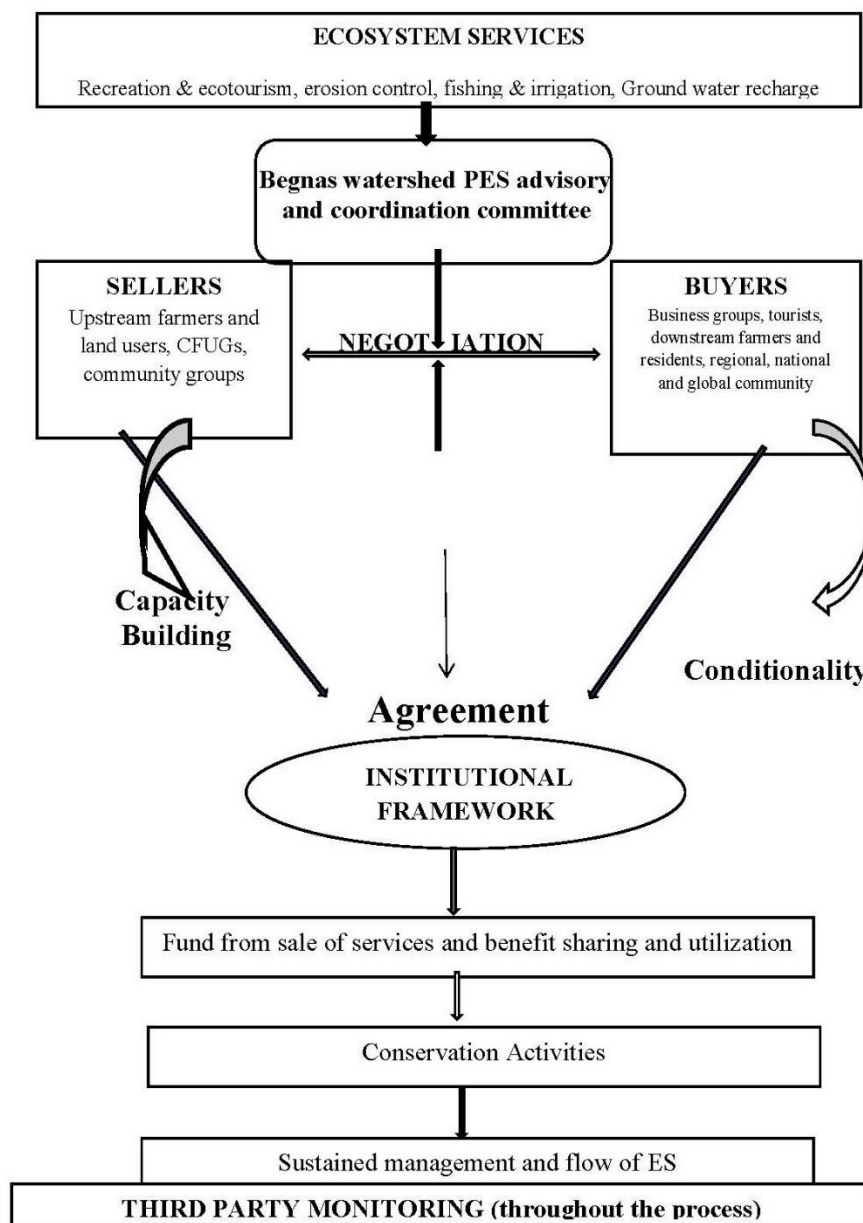 ECOSYSTEM SERVICES
Recreation & ecotourism, erosion control, fishing & irrigation, Ground water recharge
Begnas watershed PES advisory
and coordination committee
SELLERS
Upstream farmers and
land users, CFUGs,
community groups
NEGOTIATION
BUYERS
Business groups, tourists,
downstream farmers and
residents, regional, national
and global community
Capacity
Building
Conditionality
Agreement
INSTITUTIONAL
FRAMEWORK
Fund from sale of services and benefit sharing and utilization
Conservation Activities
Sustained management and flow of ES
THIRD PARTY MONITORING (throughout the process)